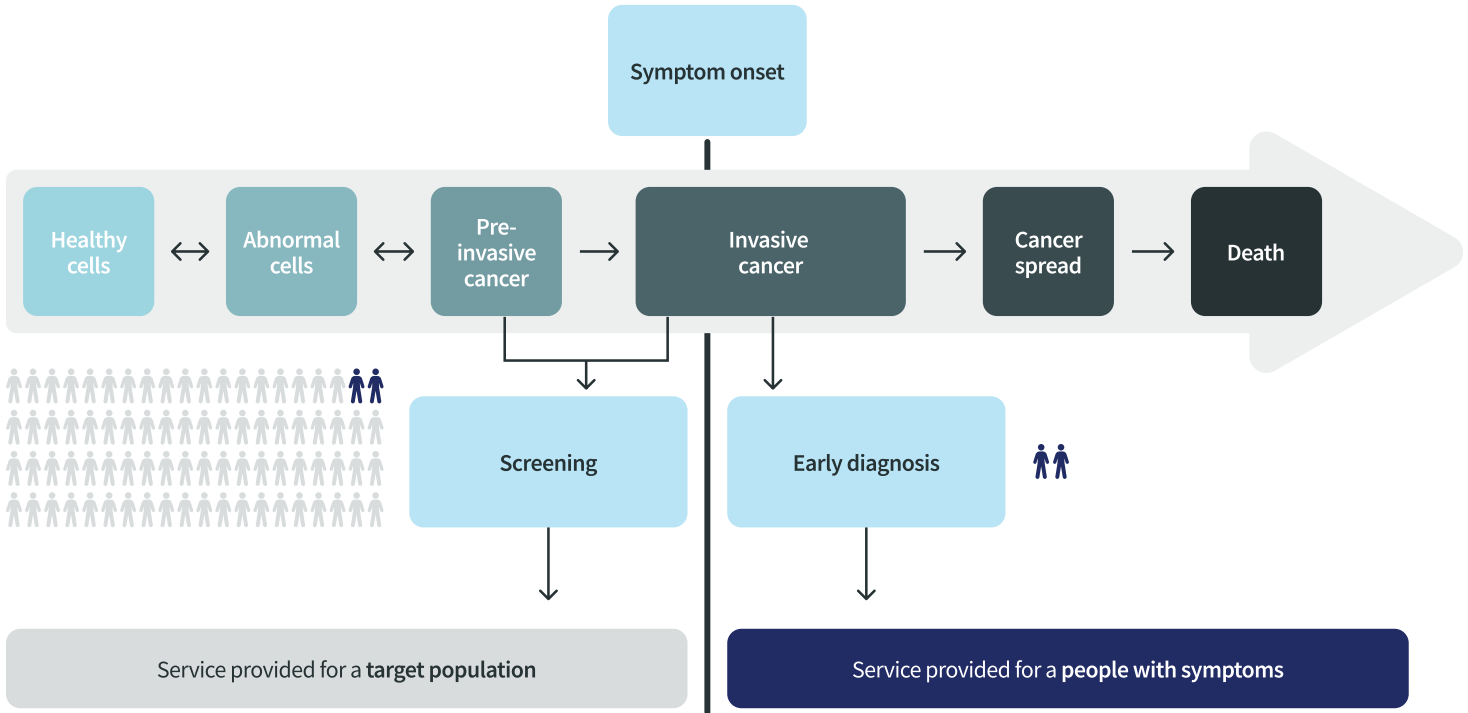 Symptom onset
Healthy
cells
Abnormal
cells
Pre-
invasive
cancer
Invasive
cancer
Cancer
spread
Death
Screening
Early diagnosis
Service provided for a target population
Service provided for a people with symptoms